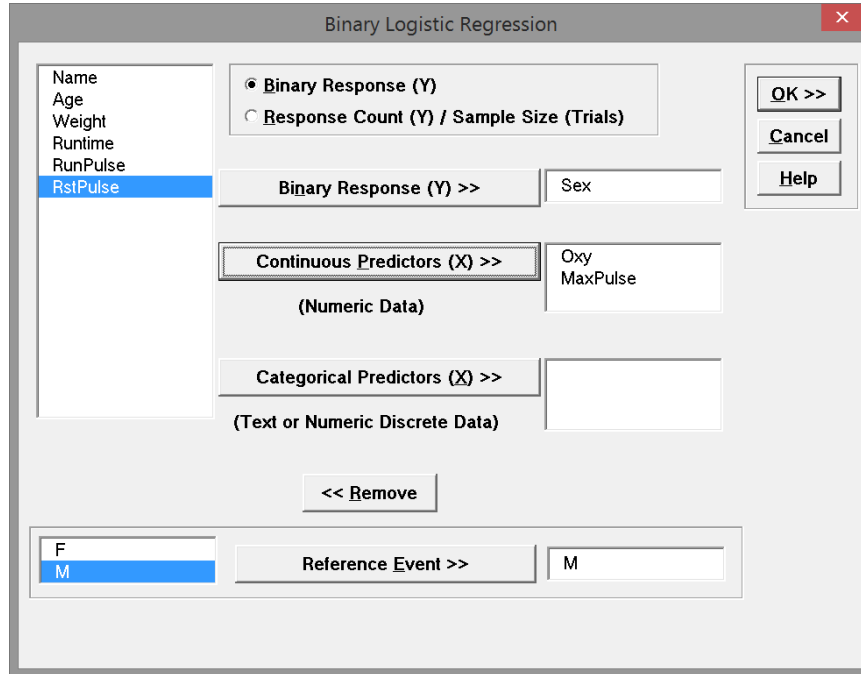 Binary Logistic Regression
Name
Age
Weight
Runtime
RunPulse
RstPulse
Binary Response (Y)
Response Count (Y) / Sample Size (Trials)
OK >>
Cancel
Help
Binary Response (Y) >>
Sex
Continuous Predictors (X) >>
Oxy
MaxPulse
(Numeric Data)
Categorical Predictors (X) >>
(Text or Numeric Discrete Data)
<< Remove
F
M
Reference Event >>
M